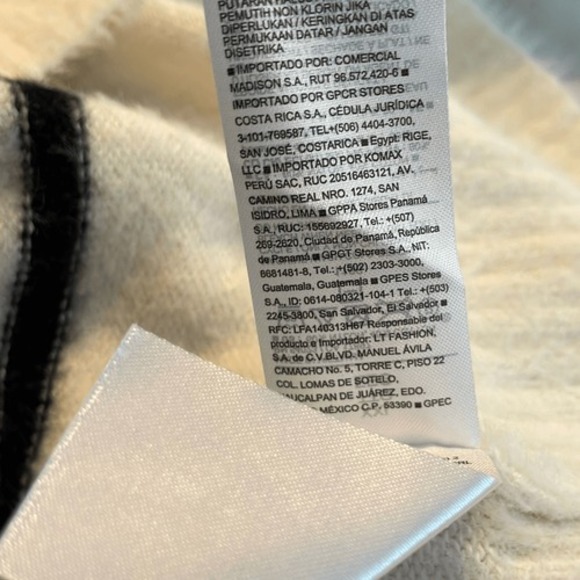 PUTARAN HALUS
PEMUTIH NON KLORIN JIKA
DIPERLUKAN / KERINGKAN DI ATAS
PERMUKAAN DATAR / JANGAN
DISETRIKA
■ IMPORTADO POR: COMERCIAL
MADISON S.A., RUT 96.572,420-6 ■
IMPORTADO POR GPCR STORES
COSTA RICA S.A., CÉDULA JURÍDICA
3-101-769587, TEL+(506) 4404-3700,
SAN JOSÉ, COSTARICA ■ Egypt: RIGE,
LLC ■ IMPORTADO POR KOMAX
PERÚ SAC, RUC 20516463121, AV.
CAMINO REAL NRO. 1274, SAN
ISIDRO, LIMA ■ GPPA Stores Panamá
S.A., RUC: 155692927, Tel.: +(507)
269-2620, Ciudad de Panamá, República
de Panamá ■ GPGT Stores S.A., NIT:
8681481-8, Tel.: +(502) 2303-3000,
Guatemala, Guatemala ■ GPES Stores
S.A., ID: 0614-080321-104-1 Tel.: +(503)
2245-3800, San Salvador, El Salvador ■
RFC: LFA140313H67 Responsable del
producto e Importador: LT FASHION,
S.A. de C.V.BLVD. MANUEL ÁVILA
CAMACHO No. 5, TORRE C, PISO 22
COL. LOMAS DE SOTELO,
NAUCALPAN DE JUÁREZ, EDO.
MÉXICO C.P. 53390 ■ GPEC